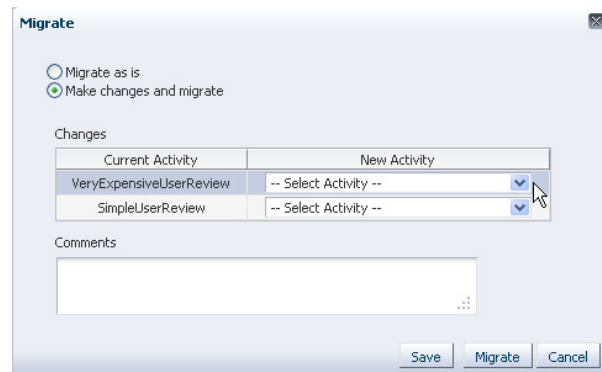 Migrate
Migrate as is
Make changes and migrate
Changes
Current Activity New Activity
VeryExpensiveUserReview -- Select Activity --
SimpleUserReview -- Select Activity --
Comments
Save Migrate Cancel